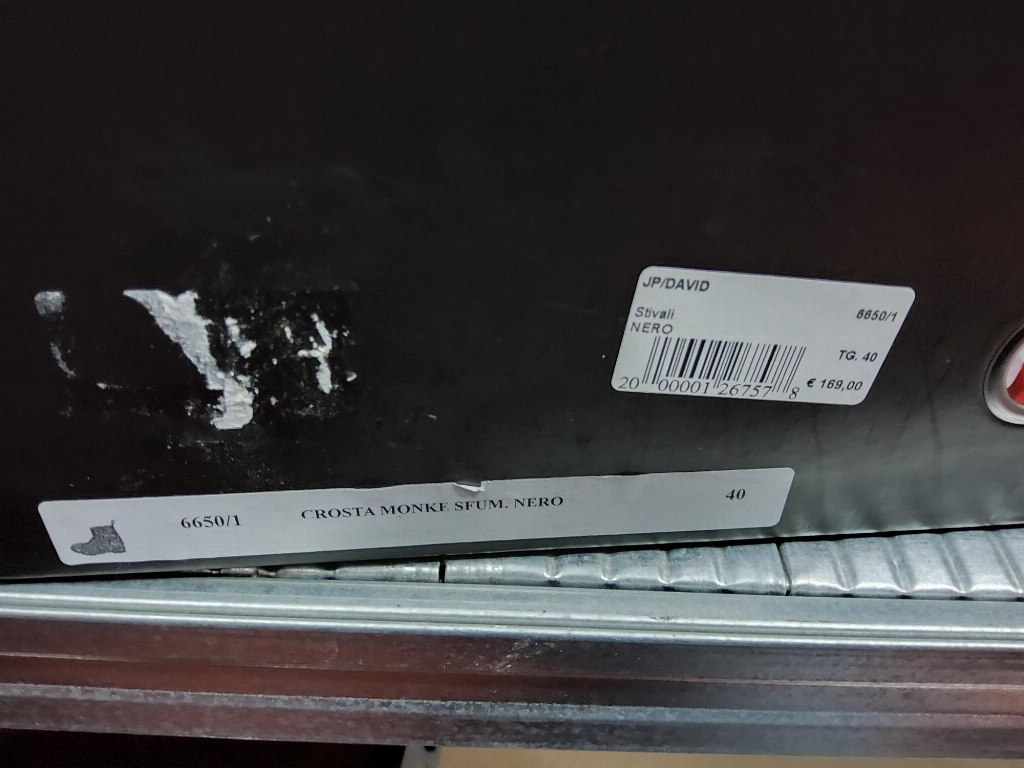 JP/DAVID
Stivali 6650/1
NERO
TG. 40
20 00001 26757 8 € 169,00
6650/1 CROSTA MONKE SFUM. NERO 40